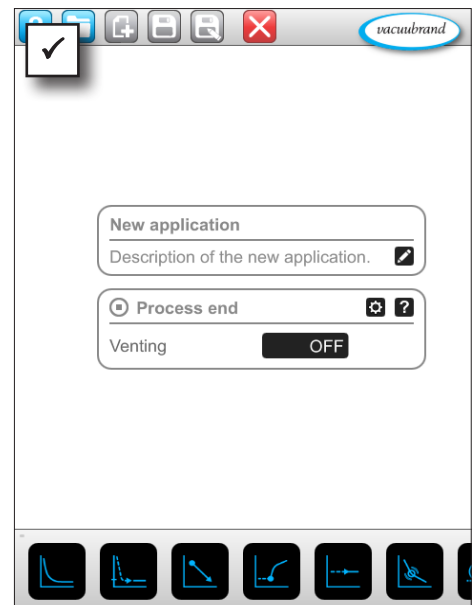 vacuubrand
New application
Description of the new application.
Process end
?
Venting
OFF